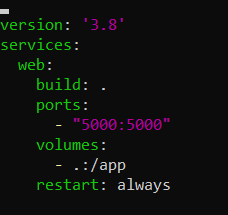 version: '3.8'
services:
  web:
    build: .
    ports:
      - "5000:5000"
    volumes:
      - .:/app
    restart: always